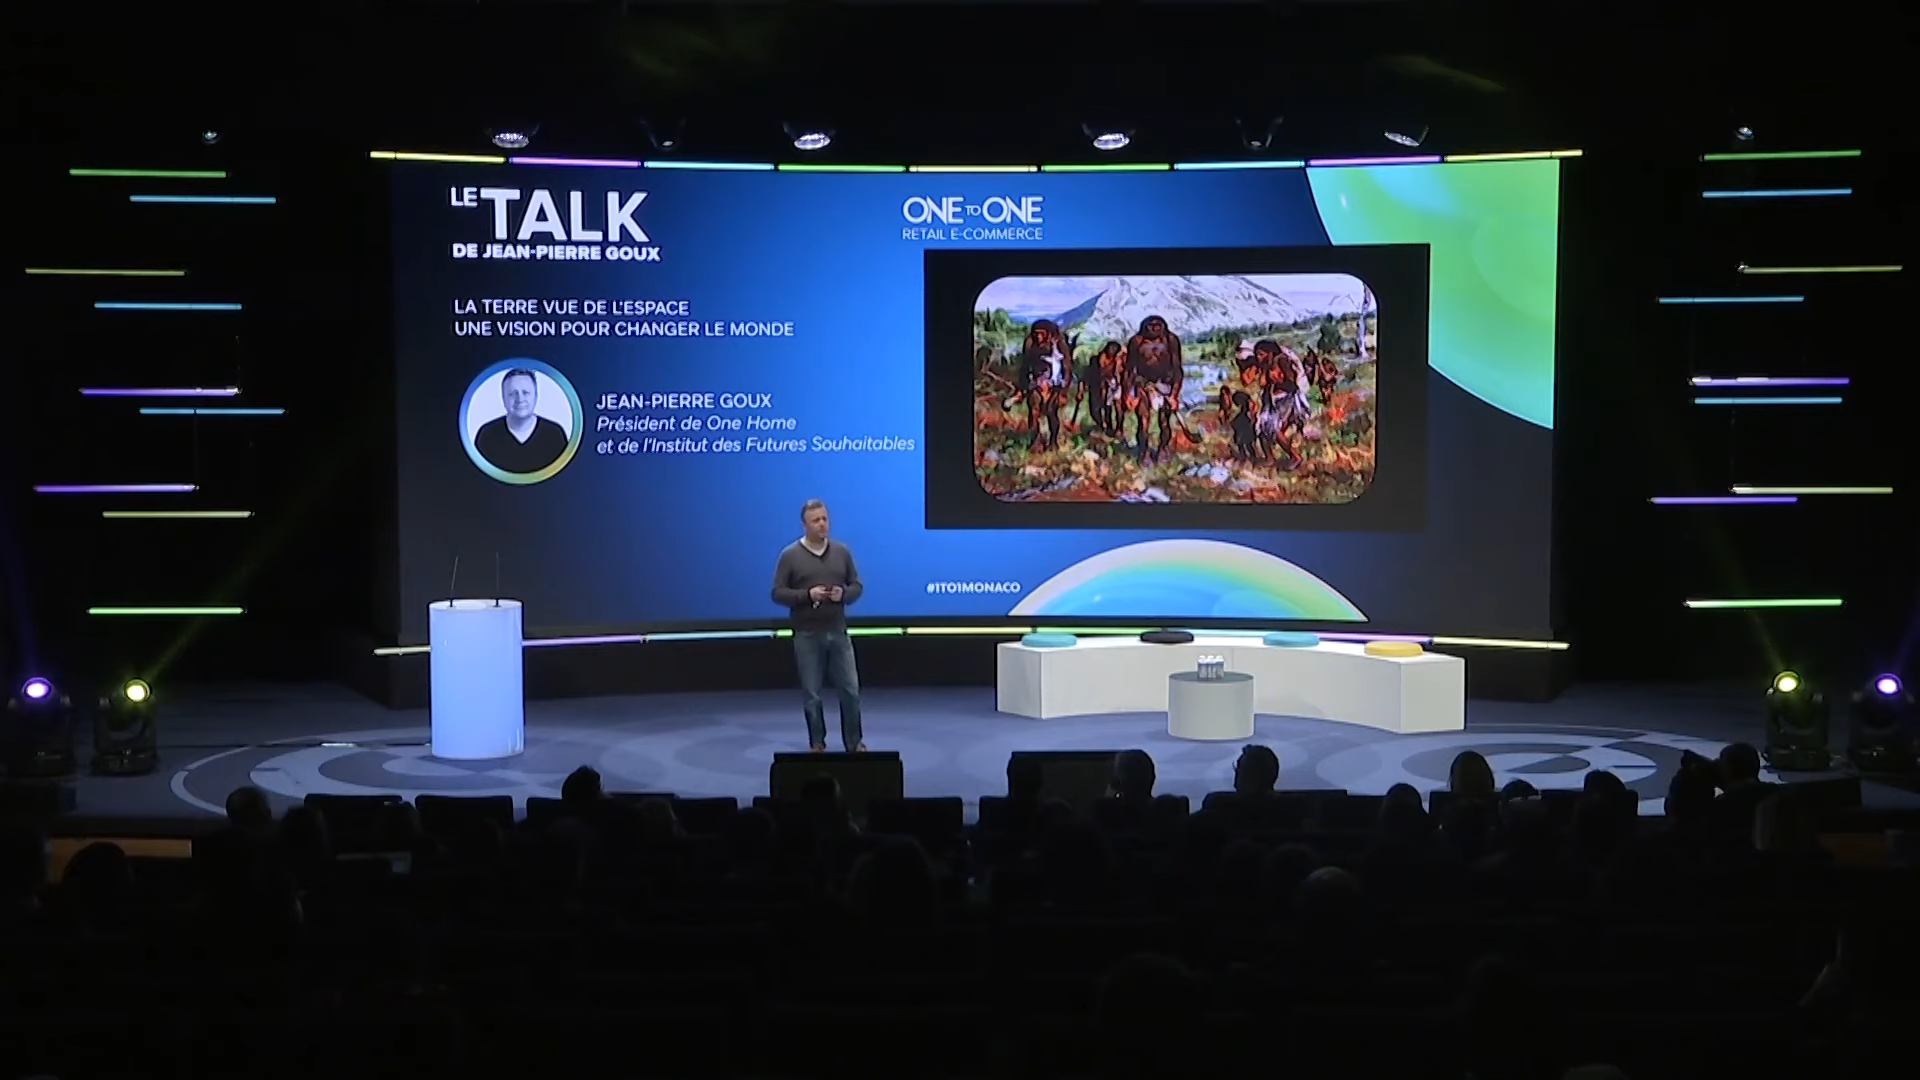 LE TALK
DE JEAN-PIERRE GOUX
ONE TO ONE
RETAIL E-COMMERCE
LA TERRE VUE DE L'ESPACE
UNE VISION POUR CHANGER LE MONDE
JEAN-PIERRE GOUX
Président de One Home
et de l'Institut des Futures Souhaitables
#1TO1MONACO